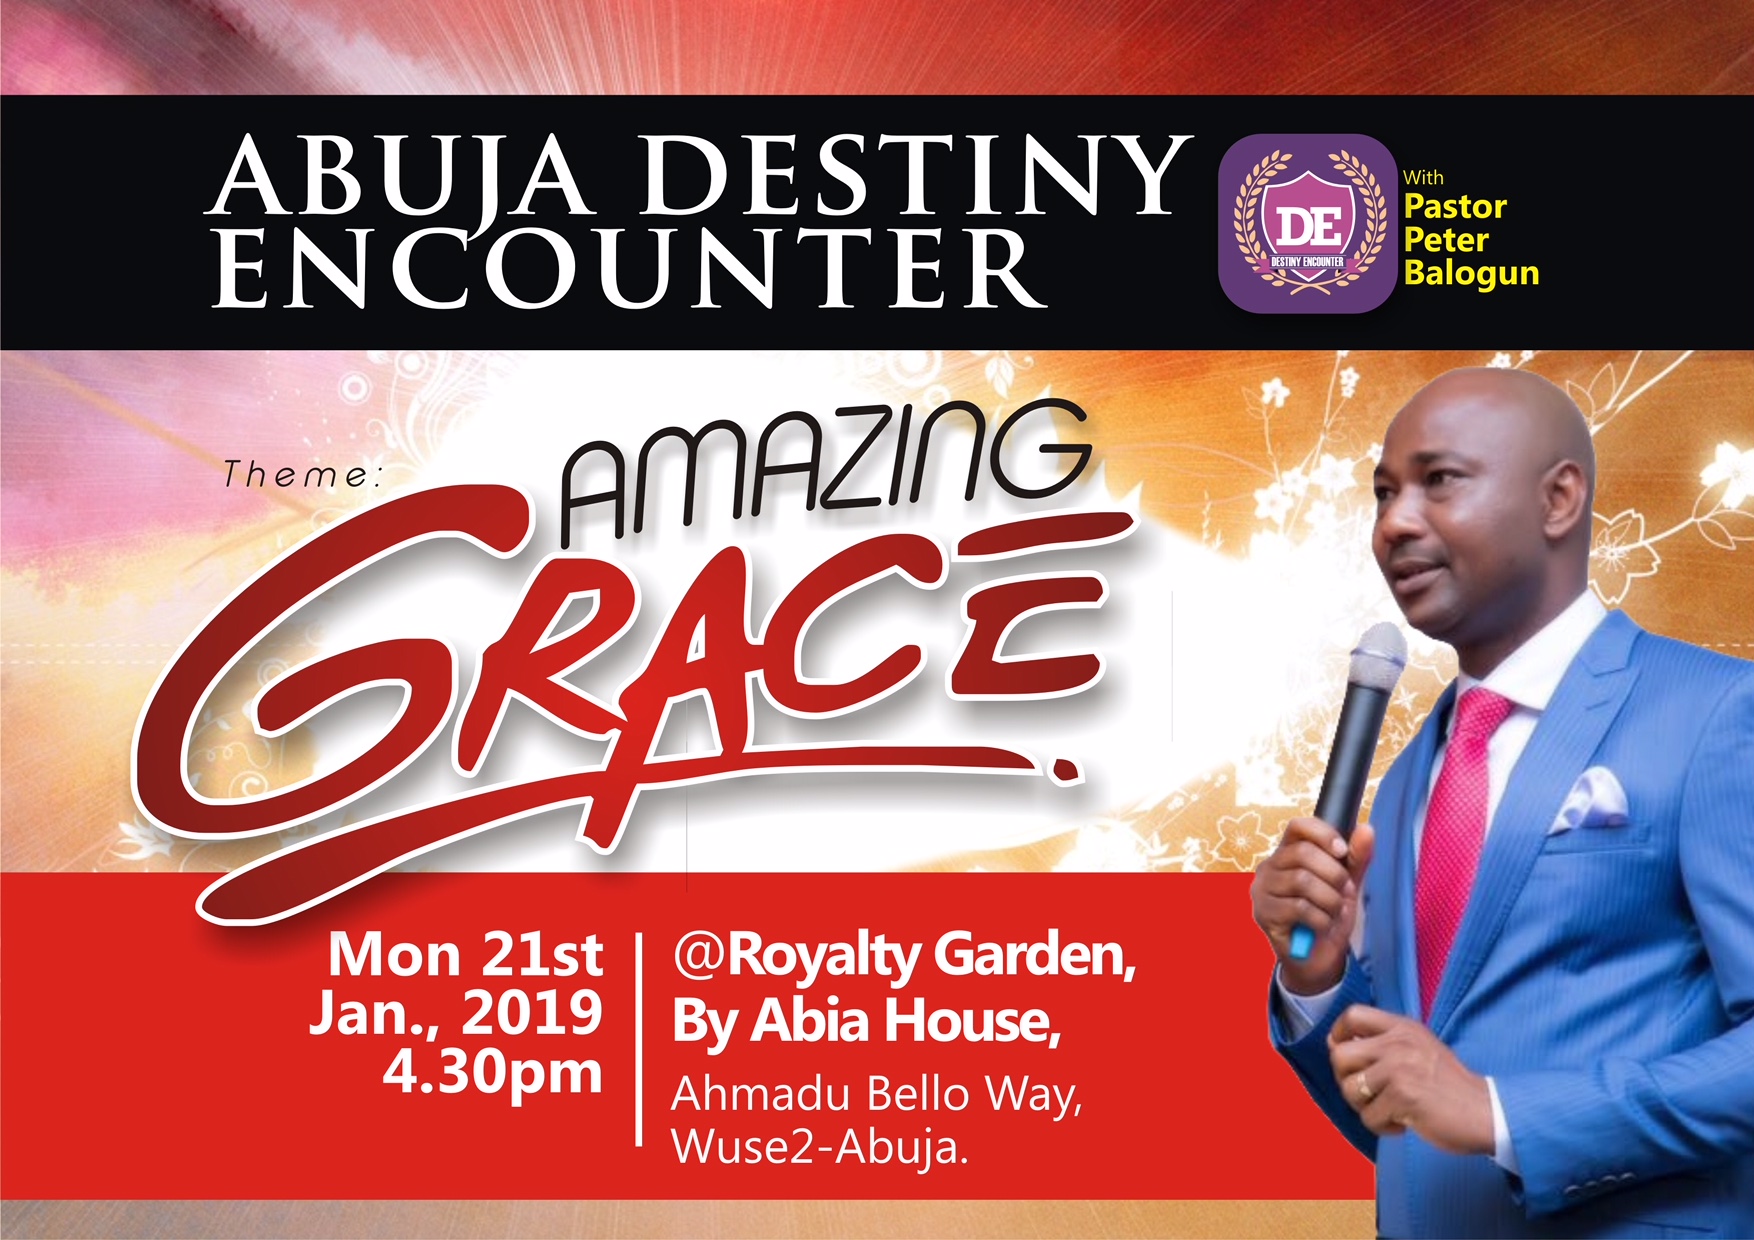 ABUJA DESTINY
ENCOUNTER
DE
DESTINY ENCOUNTER
With
Pastor
Peter
Balogun
Theme:
AMAZING
GRACE.
Mon 21st
Jan., 2019
4.30pm
@Royalty Garden,
By Abia House,
Ahmadu Bello Way,
Wuse2-Abuja.